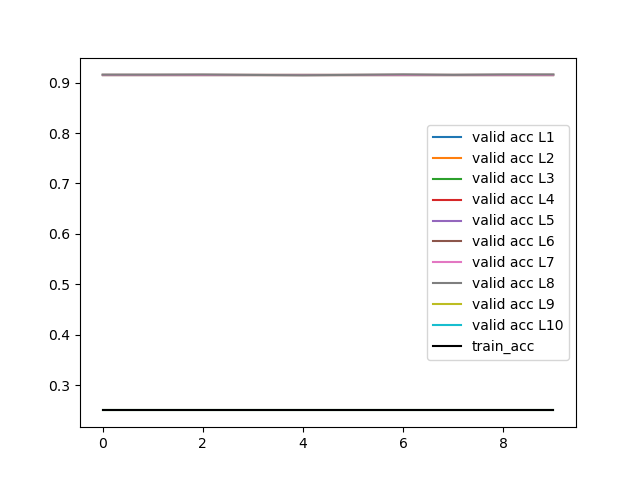 0.9
0.8
0.7
0.6
0.5
0.4
0.3
0 2 4 6 8
valid acc L1
valid acc L2
valid acc L3
valid acc L4
valid acc L5
valid acc L6
valid acc L7
valid acc L8
valid acc L9
valid acc L10
train_acc